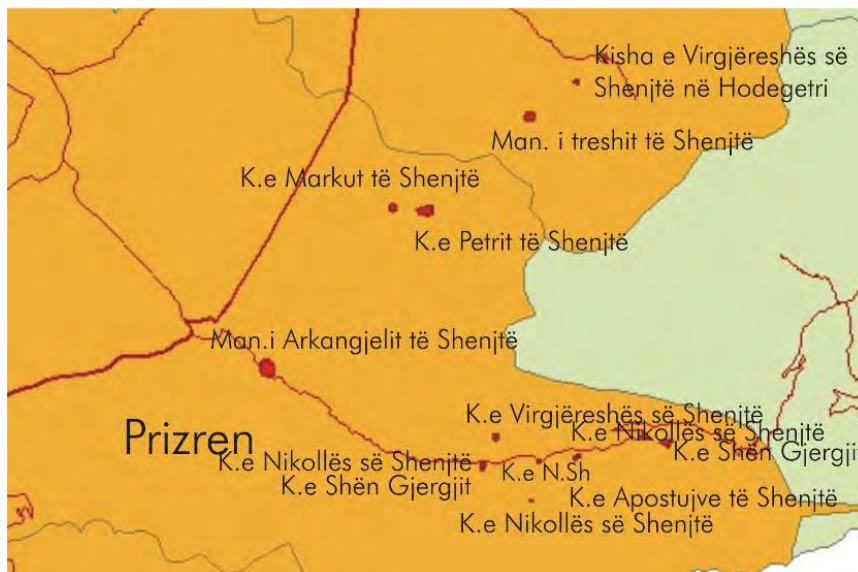 Kisha e Virgjëreshës së
Shenjtë në Hodegetri
Man. i treshit të Shenjtë
K.e Markut të Shenjtë
K.e Petrit të Shenjtë
Man.i Arkangjelit të Shenjtë
Prizren
K.e Virgjëreshës së Shenjtë
K.e Nikollës së Shenjtë
K.e Shën Gjergjit
K.e Nikollës së Shenjtë
K.e N.Sh
K.e Shën Gjergjit
K.e Apostujve të Shenjtë
K.e Nikollës së Shenjtë